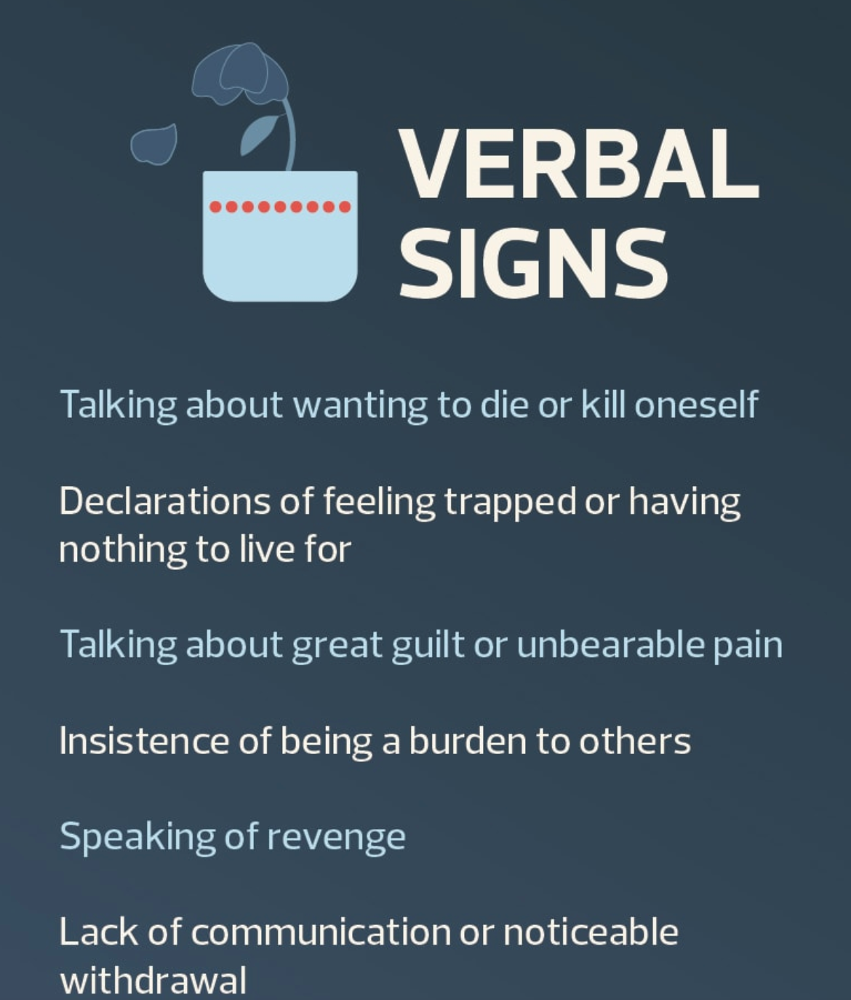 VERBAL
SIGNS
Talking about wanting to die or kill oneself
Declarations of feeling trapped or having
nothing to live for
Talking about great guilt or unbearable pain
Insistence of being a burden to others
Speaking of revenge
Lack of communication or noticeable
withdrawal